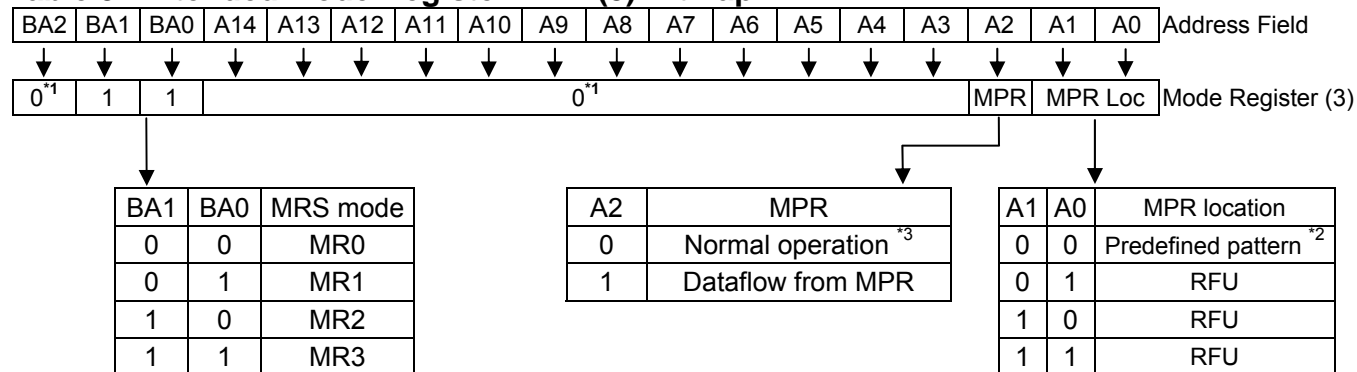 BA2 BA1 BA0 A14 A13 A12 A11 A10 A9 A8 A7 A6 A5 A4 A3 A2 A1 A0 Address Field
0*1 1 1 0*1 MPR MPR Loc Mode Register (3)
BA1 BA0 MRS mode
0 0 MR0
0 1 MR1
1 0 MR2
1 1 MR3
A2 MPR
0 Normal operation *3
1 Dataflow from MPR
A1 A0 MPR location
0 0 Predefined pattern *2
0 1 RFU
1 0 RFU
1 1 RFU